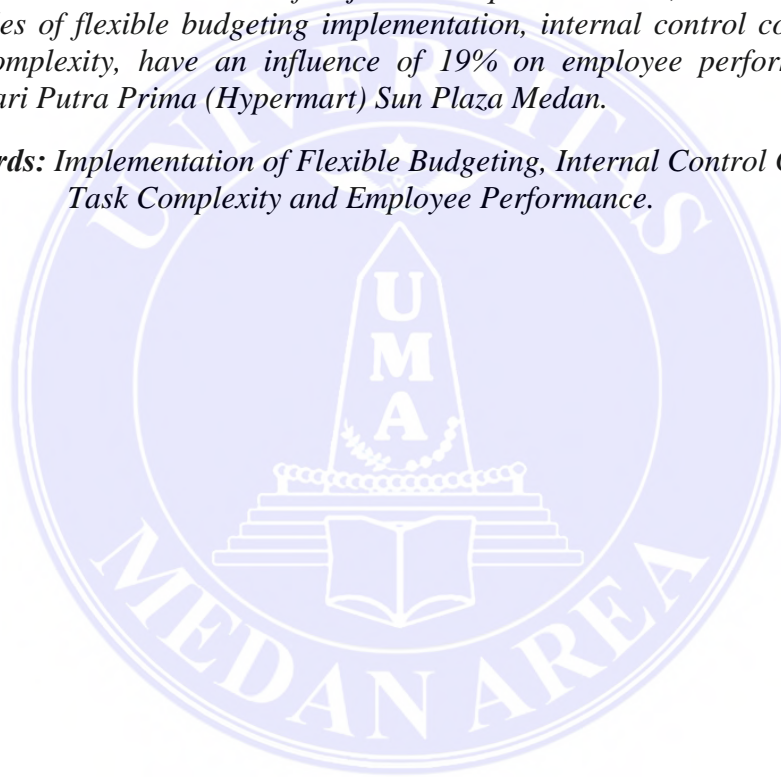 es of flexible budgeting implementation, internal control co
omplexity, have an influence of 19% on employee perfor
ari Putra Prima (Hypermart) Sun Plaza Medan.
rds: Implementation of Flexible Budgeting, Internal Control
Task Complexity and Employee Performance.
UNIVERSITAS
UMA
MEDAN AREA